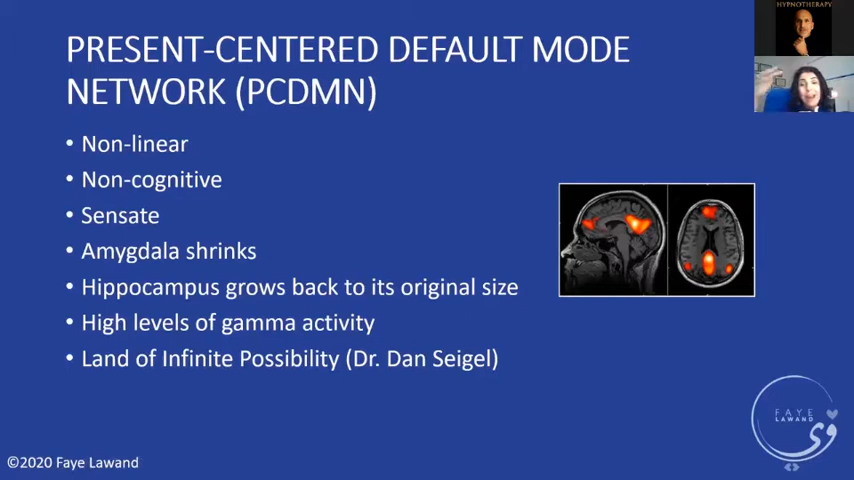 HYPNOTHERAPY
PRESENT-CENTERED DEFAULT MODE
NETWORK (PCDMN)
• Non-linear
• Non-cognitive
• Sensate
• Amygdala shrinks
• Hippocampus grows back to its original size
• High levels of gamma activity
• Land of Infinite Possibility (Dr. Dan Seigel)
FAYE
LAWAND
©2020 Faye Lawand